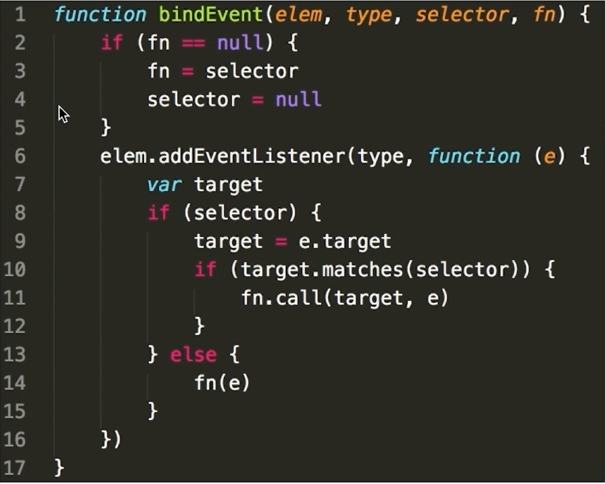 1 function bindEvent(elem, type, selector, fn) {
2     if (fn == null) {
3         fn = selector
4         selector = null
5     }
6     elem.addEventListener(type, function (e) {
7         var target
8         if (selector) {
9             target = e.target
10             if (target.matches(selector)) {
11                 fn.call(target, e)
12             }
13         } else {
14             fn(e)
15         }
16     })
17 }